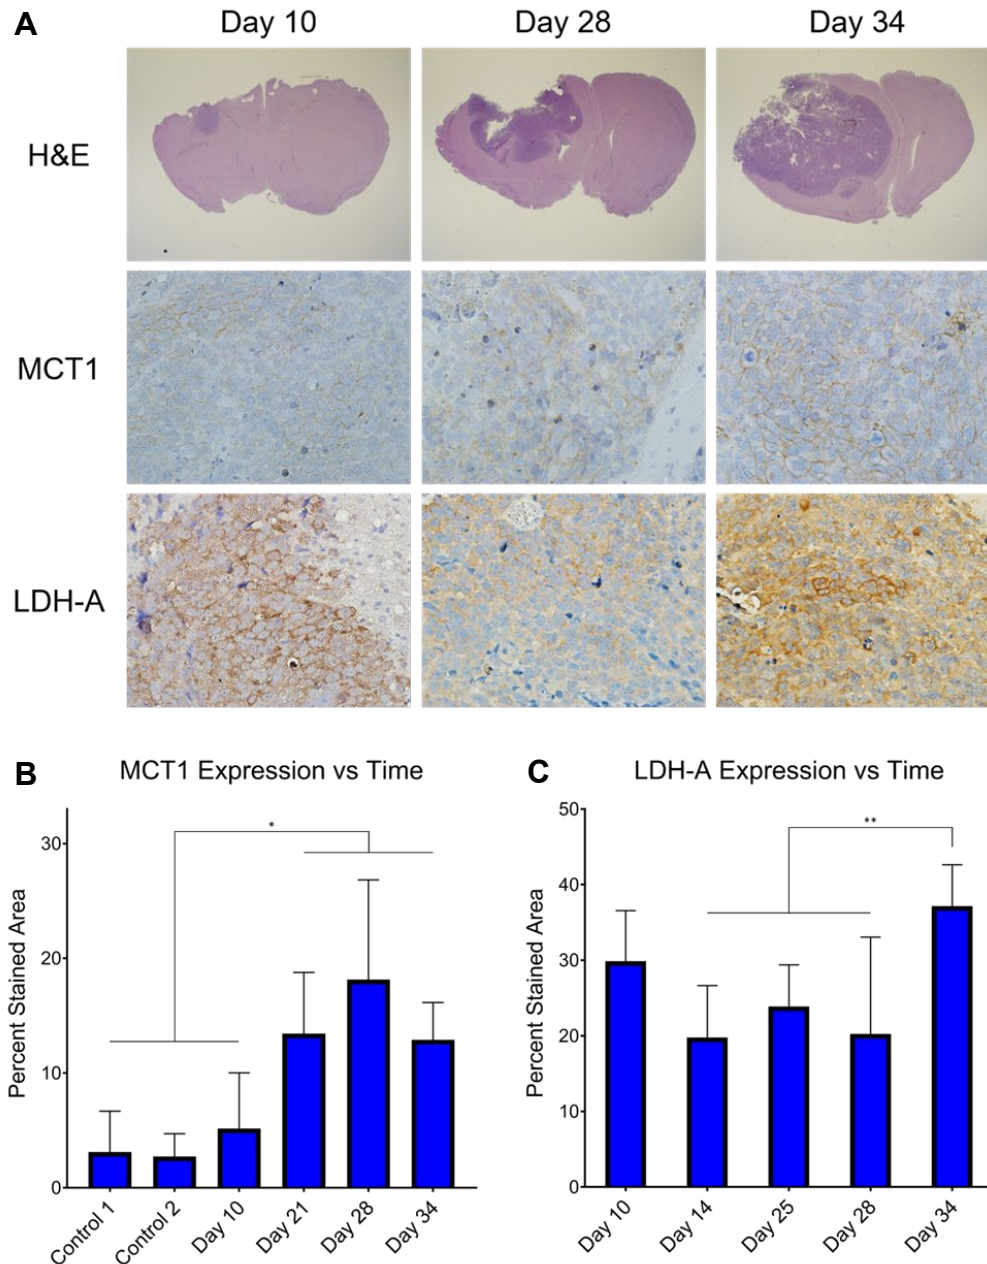 A
Day 10
Day 28
Day 34
H&E
MCT1
LDH-A
B
MCT1 Expression vs Time
Percent Stained Area
30
20
10
0
*
Control 1
Control 2
Day 10
Day 21
Day 28
Day 34
C
LDH-A Expression vs Time
Percent Stained Area
50
40
30
20
10
0
**
Day 10
Day 14
Day 25
Day 28
Day 34